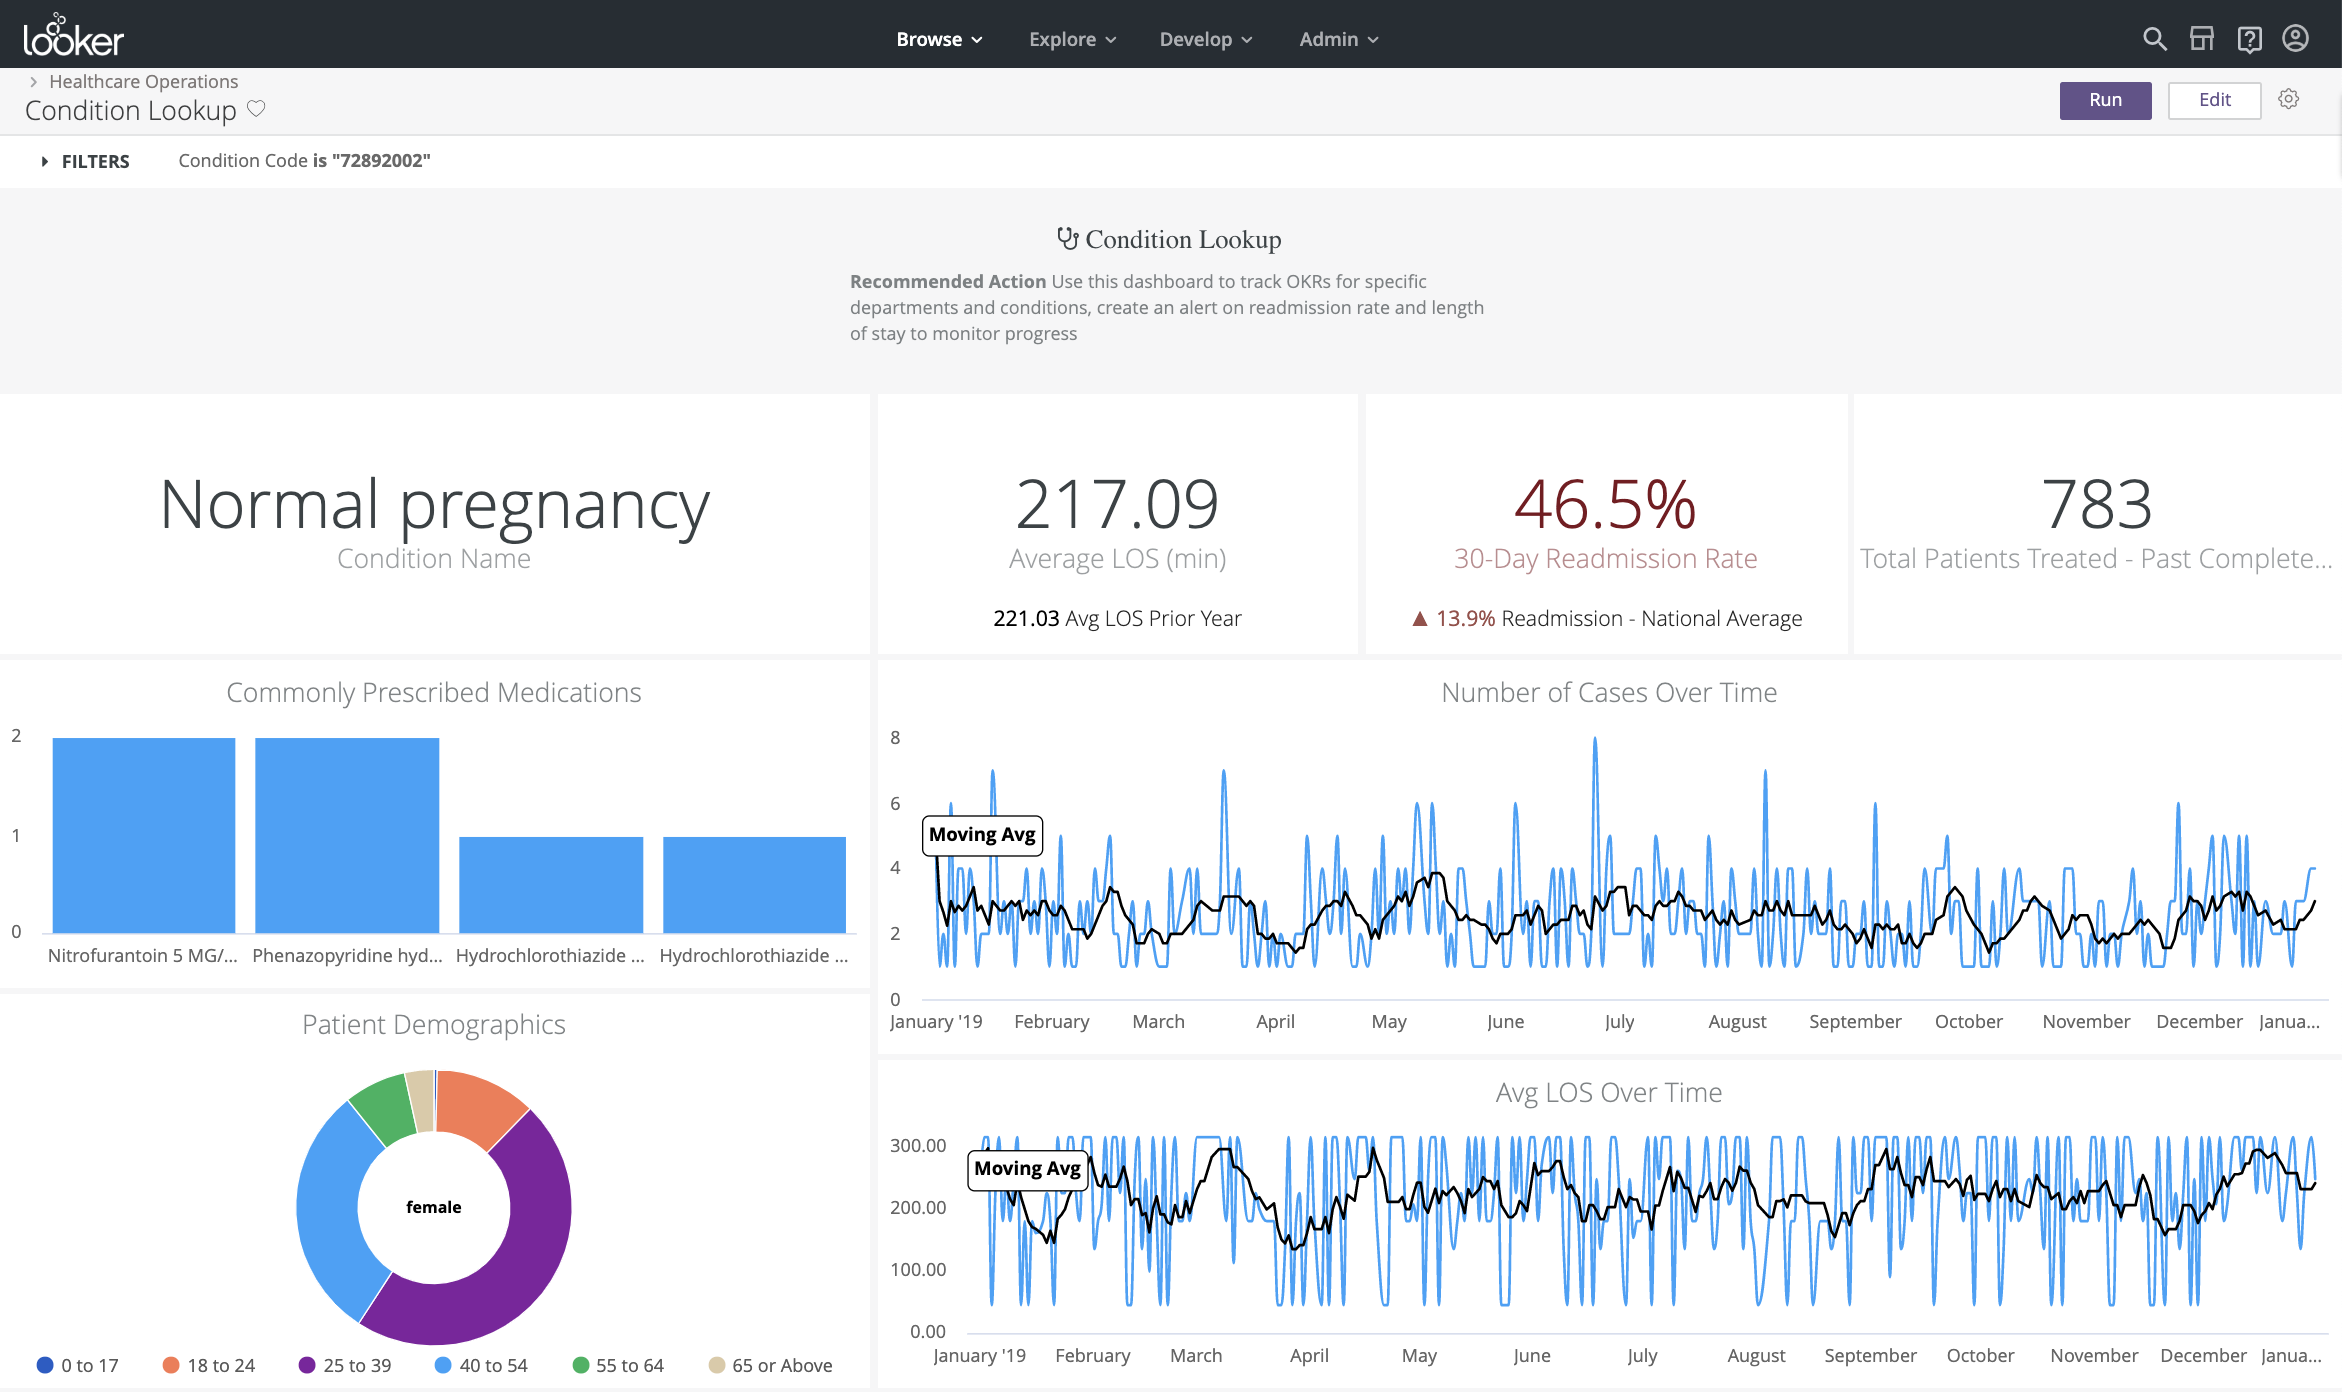 looker
Browse
Explore
Develop
Admin
Healthcare Operations
Condition Lookup
Run
Edit
FILTERS
Condition Code is "72892002"
Condition Lookup
Recommended Action Use this dashboard to track OKRs for specific
departments and conditions, create an alert on readmission rate and length
of stay to monitor progress
Normal pregnancy
Condition Name
217.09
Average LOS (min)
221.03 Avg LOS Prior Year
46.5%
30-Day Readmission Rate
▲ 13.9% Readmission - National Average
783
Total Patients Treated - Past Complete...
Commonly Prescribed Medications
2
1
0
Nitrofurantoin 5 MG/...
Phenazopyridine hyd...
Hydrochlorothiazide ...
Hydrochlorothiazide ...
Number of Cases Over Time
8
6
4
2
0
Moving Avg
January '19
February
March
April
May
June
July
August
September
October
November
December
Janua...
Patient Demographics
female
0 to 17
18 to 24
25 to 39
40 to 54
55 to 64
65 or Above
Avg LOS Over Time
300.00
200.00
100.00
0.00
Moving Avg
January '19
February
March
April
May
June
July
August
September
October
November
December
Janua...